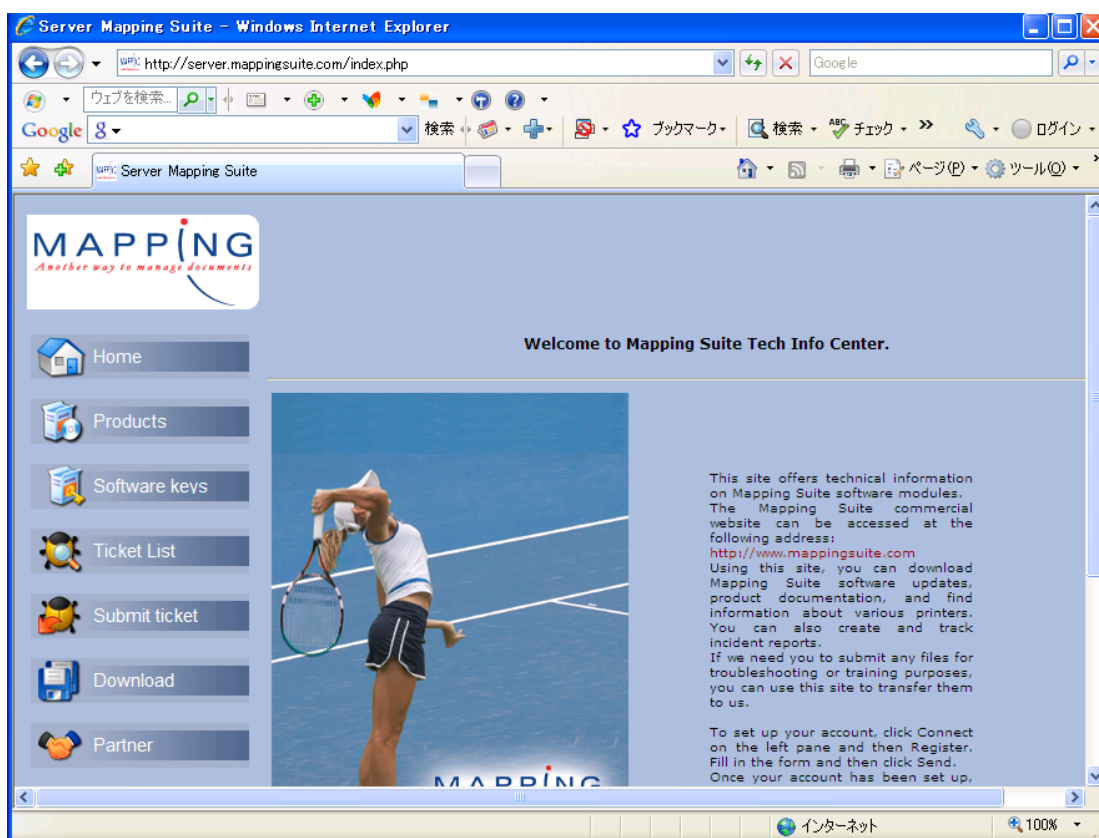 Server Mapping Suite - Windows Internet Explorer
http://server.mappingsuite.com/index.php
Google
ウェブを検索...
Google
検索
ブックマーク
検索
チェック
ログイン
Server Mapping Suite
ページ(P)
ツール(O)
MAPPING
Another way to manage documents
Home
Products
Software keys
Ticket List
Submit ticket
Download
Partner
Welcome to Mapping Suite Tech Info Center.
This site offers technical information
on Mapping Suite software modules.
The Mapping Suite commercial
website can be accessed at the
following address:
http://www.mappingsuite.com
Using this site, you can download
Mapping Suite software updates,
product documentation, and find
information about various printers.
You can also create and track
incident reports.
If we need you to submit any files for
troubleshooting or training purposes,
you can use this site to transfer them
to us.
To set up your account, click Connect
on the left pane and then Register.
Fill in the form and then click Send.
Once your account has been set up,
MAPPING
インターネット
100%